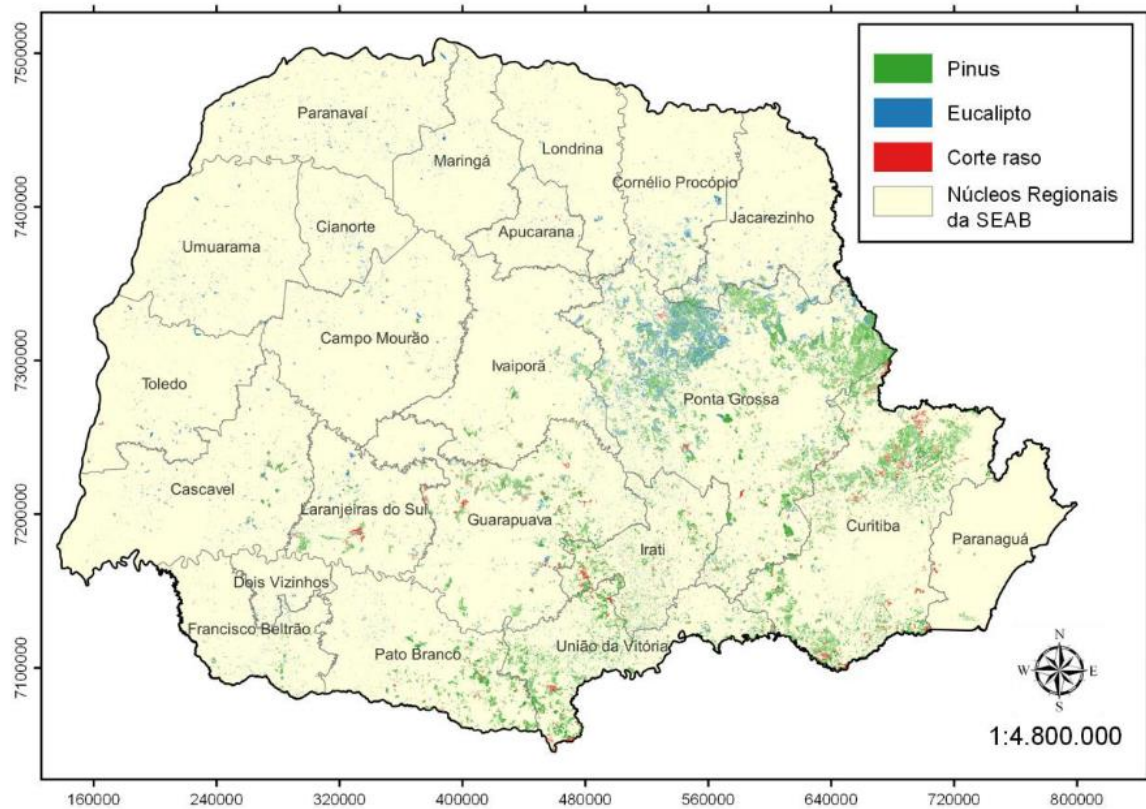 Pinus
Eucalipto
Corte raso
Núcleos Regionais
da SEAB
7500000
7400000
7300000
7200000
7100000
Paranavaí
Maringá
Londrina
Cornélio Procópio
Jacarezinho
Umuarama
Cianorte
Apucarana
Campo Mourão
Ivaiporã
Toledo
Ponta Grossa
Cascavel
Laranjeiras do Sul
Guarapuava
Irati
Curitiba
Paranaguá
Dois Vizinhos
Francisco Beltrão
Pato Branco
União da Vitória
N
W E
S
1:4.800.000
160000 240000 320000 400000 480000 560000 640000 720000 800000